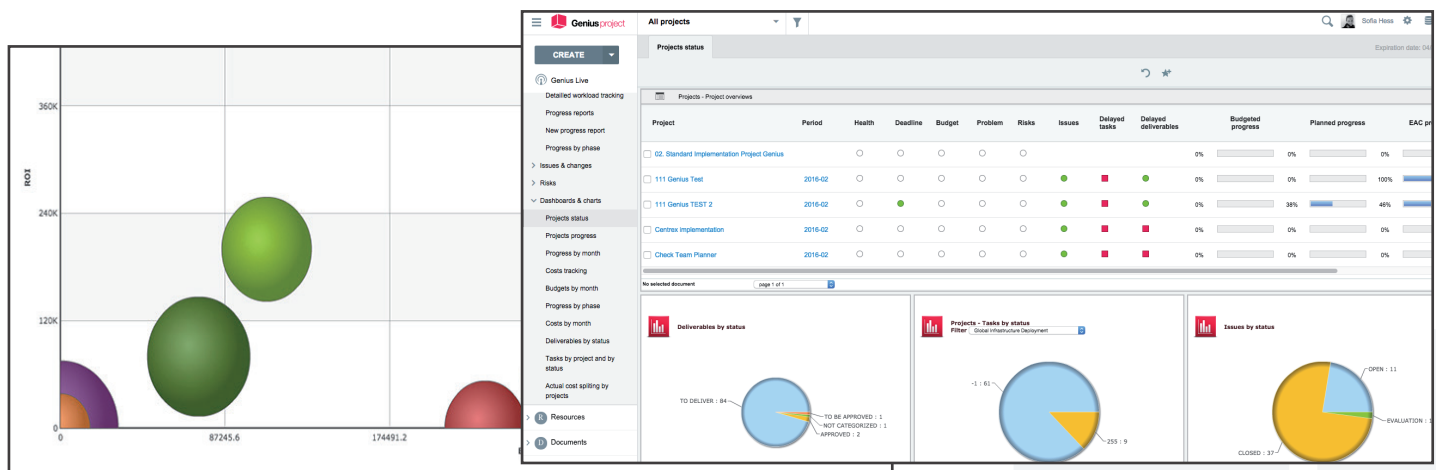 Genius project
All projects
Sofia Hess
CREATE
Projects status
Expiration date: 04/
Genius Live
Detailled workload tracking
Progress reports
New progress report
Progress by phase
Issues & changes
Risks
Dashboards & charts
Projects status
Projects progress
Progress by month
Costs tracking
Budgets by month
Progress by phase
Costs by month
Deliverables by status
Tasks by project and by
status
Actual cost spliting by
projects
R Resources
D Documents
Projects - Project overviews
Project Period Health Deadline Budget Problem Risks Issues Delayed tasks Delayed deliverables Budgeted progress Planned progress EAC pr
02. Standard Implementation Project Genius 0% 0% 0%
111 Genius Test 2016-02 0% 0% 100%
111 Genius TEST 2 2016-02 0% 38% 46%
Centrex implementation 2016-02 0% 0% 0%
Check Team Planner 2016-02 0% 0% 0%
No selected document page 1 of 1
Deliverables by status
TO DELIVER : 84
TO BE APPROVED : 1
NOT CATEGORIZED : 1
APPROVED : 2
Projects - Tasks by status
Filter Global Infrastructure Deployment
-1 : 61
255 : 9
Issues by status
OPEN : 11
EVALUATION : 1
CLOSED : 37
ROI
360K
240K
120K
0
0 87245.6 174491.2